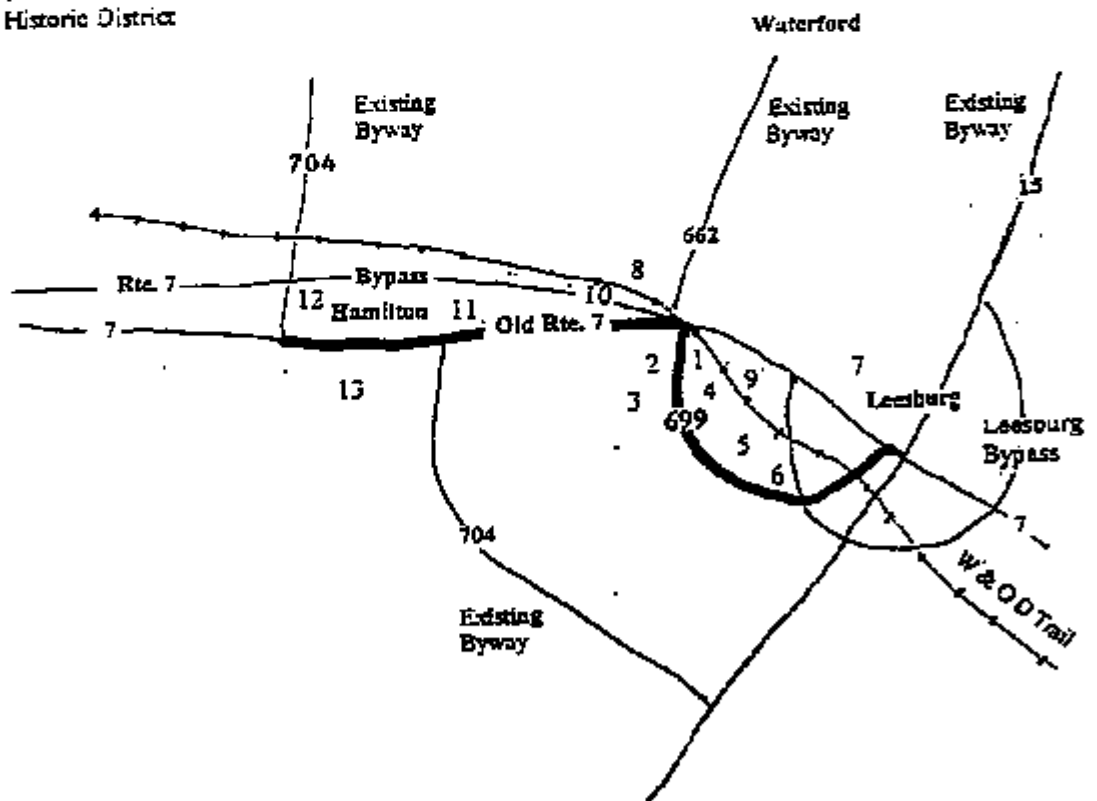 Historic District
Waterford
Existing
Byway
Existing
Byway
Existing
Byway
704
15
662
4
8
Rte. 7
Bypass
10
12
Hamilton
11
7
Old Rte. 7
2
1
9
7
13
3
4
Leesburg
699
Leesburg
Bypass
5
6
7
704
W & O D Trail
Existing
Byway